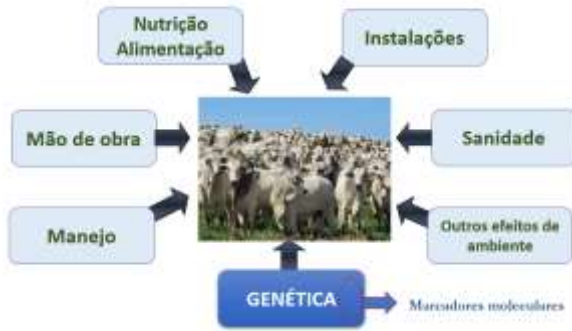 Nutrição
Alimentação
Instalações
Mão de obra
Sanidade
Manejo
Outros efeitos de
ambiente
GENÉTICA
Marcadores moleculares